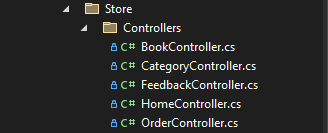 Store
Controllers
C# BookController.cs
C# CategoryController.cs
C# FeedbackController.cs
C# HomeController.cs
C# OrderController.cs